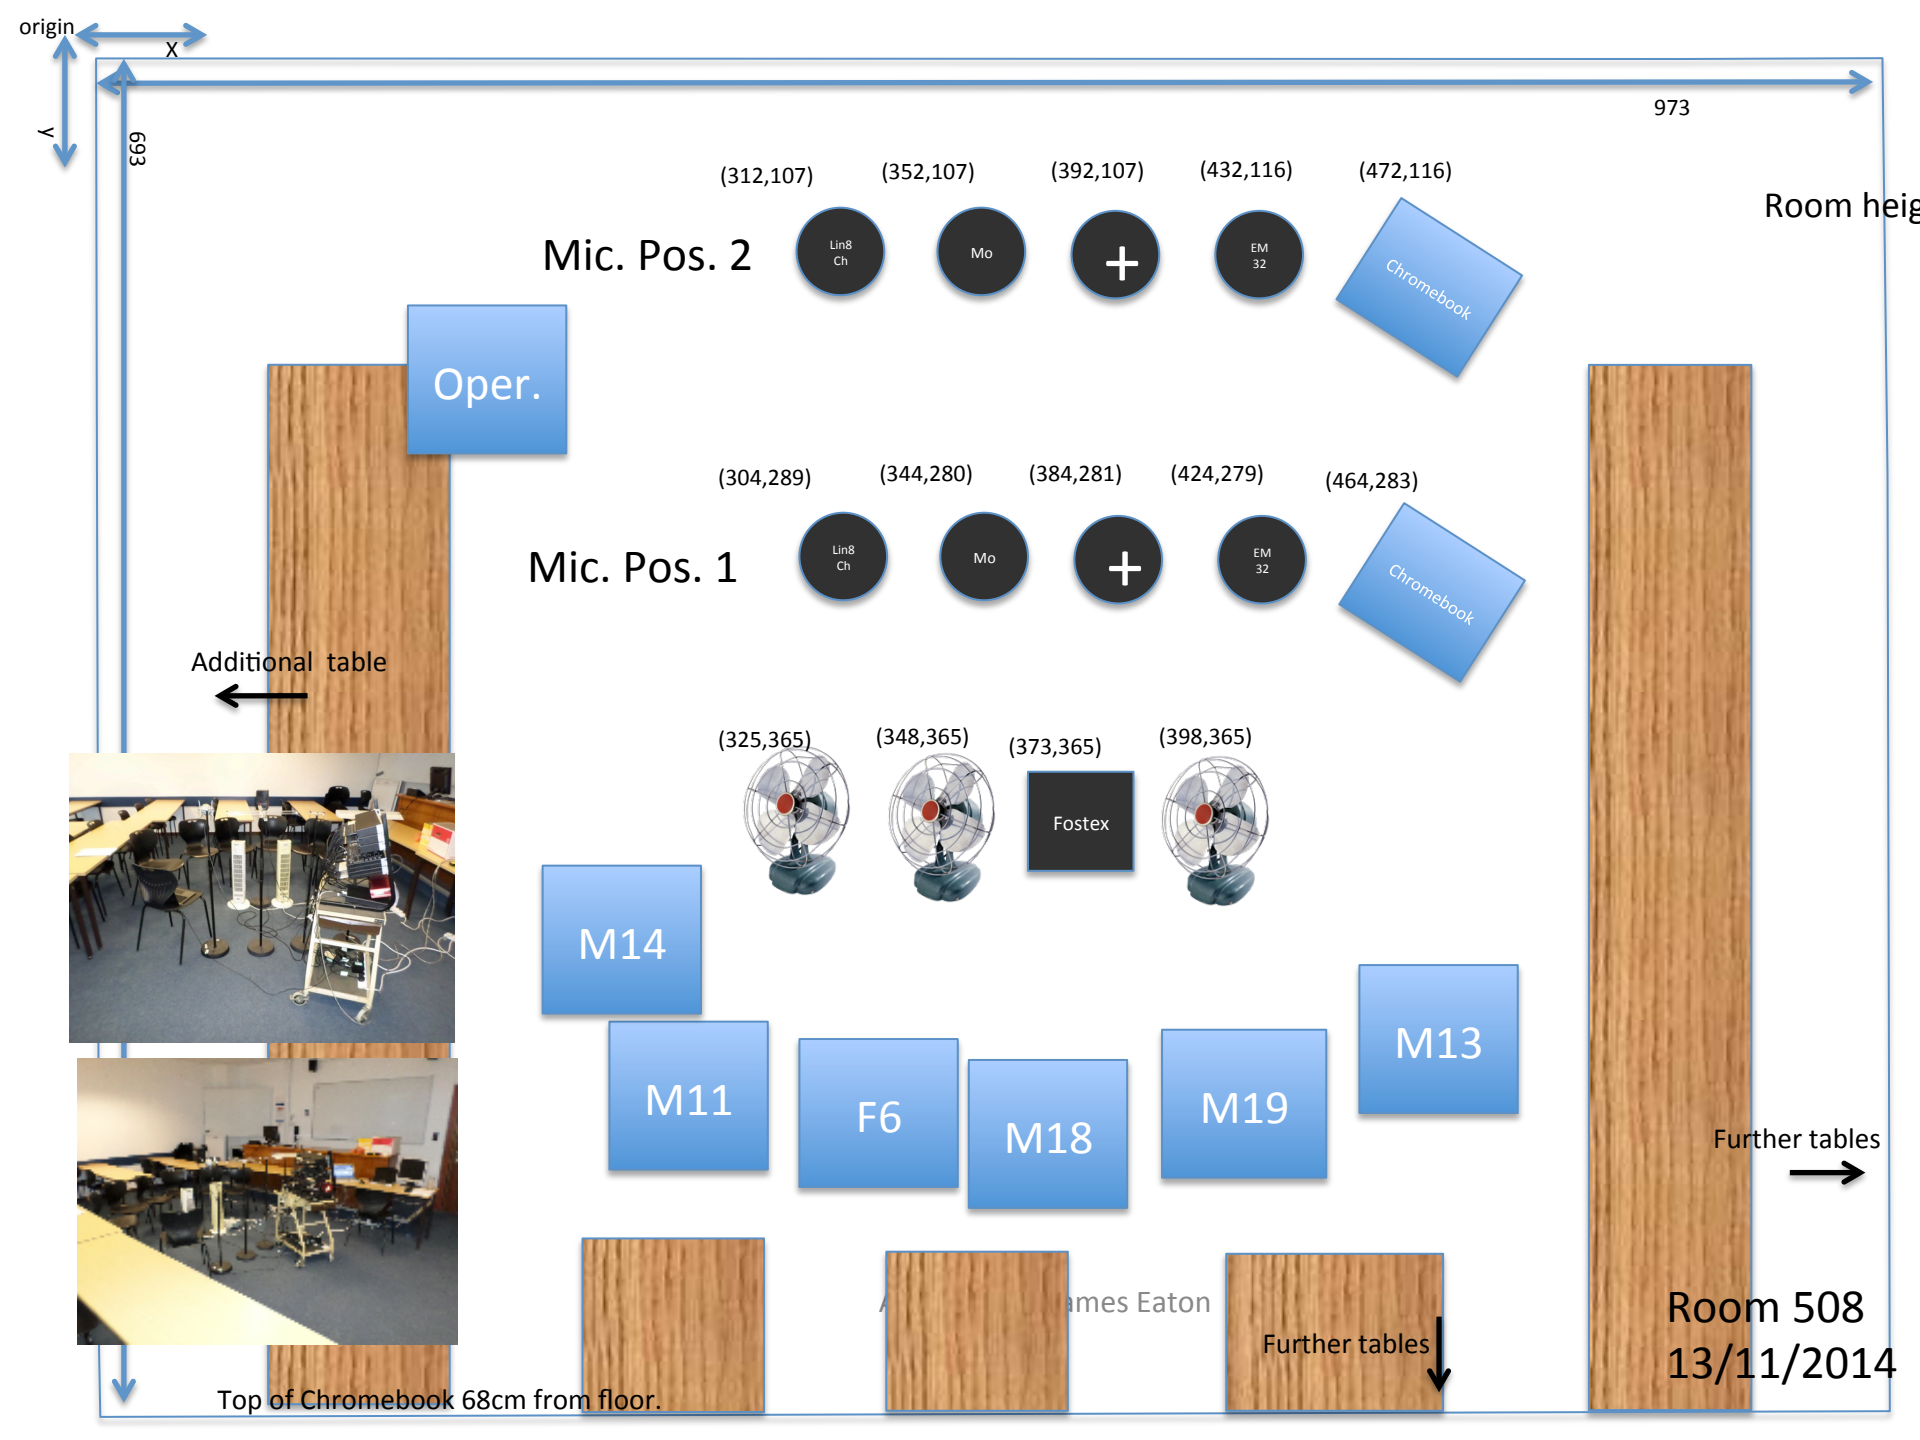 origin
X
Y
693
973
(312,107)
(352,107)
(392,107)
(432,116)
(472,116)
Room heig
Mic. Pos. 2
Lin8
Ch
Mo
+
EM
32
Chromebook
Oper.
(304,289)
(344,280)
(384,281)
(424,279)
(464,283)
Mic. Pos. 1
Lin8
Ch
Mo
+
EM
32
Chromebook
Additional table
(325,365)
(348,365)
(373,365)
(398,365)
Fostex
M14
M13
M11
F6
M18
M19
Further tables
ames Eaton
Room 508
Further tables
13/11/2014
Top of Chromebook 68cm from floor.